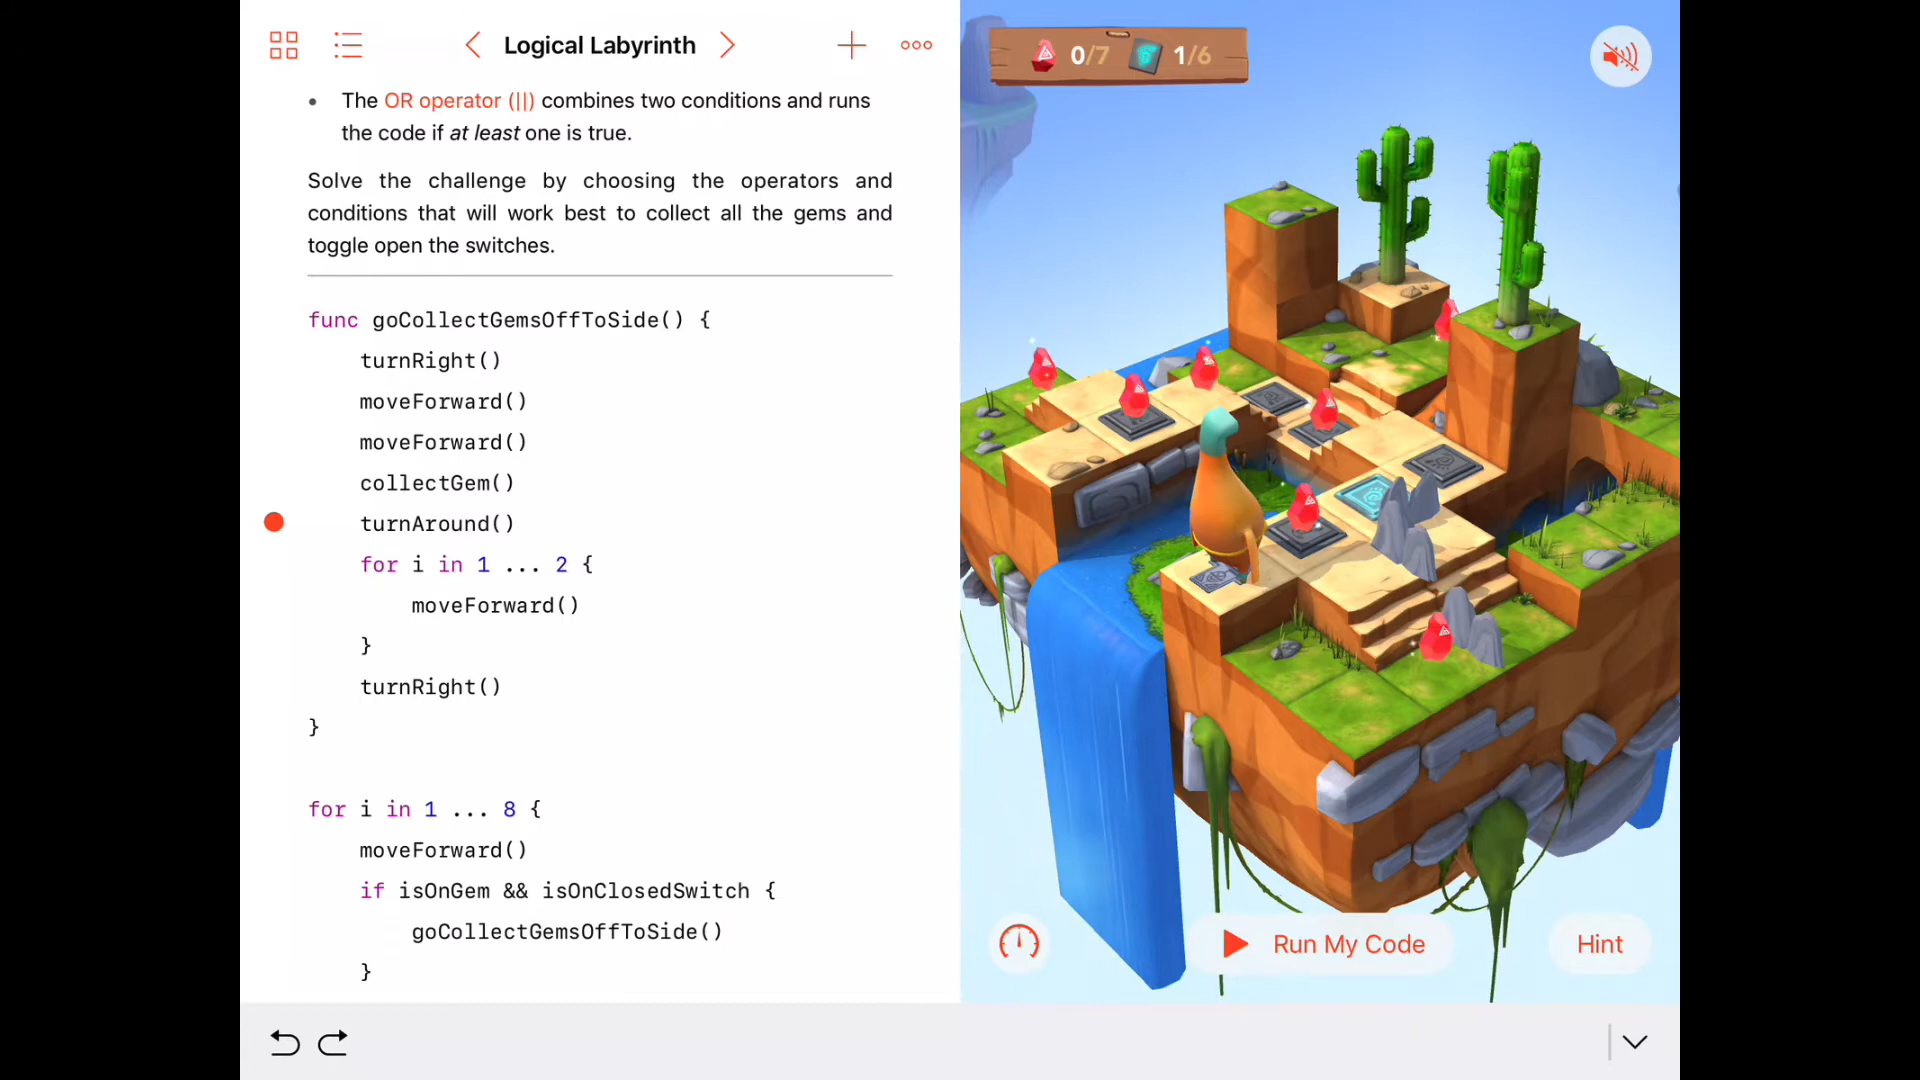 Logical Labyrinth
• The OR operator (||) combines two conditions and runs
the code if at least one is true.
Solve the challenge by choosing the operators and
conditions that will work best to collect all the gems and
toggle open the switches.
func goCollectGemsOffToSide() {
turnRight()
moveForward()
moveForward()
collectGem()
turnAround()
for i in 1 ... 2 {
moveForward()
}
turnRight()
}
for i in 1 ... 8 {
moveForward()
if isOnGem && isOnClosedSwitch {
goCollectGemsOffToSide()
}
0/7 1/6
Run My Code
Hint